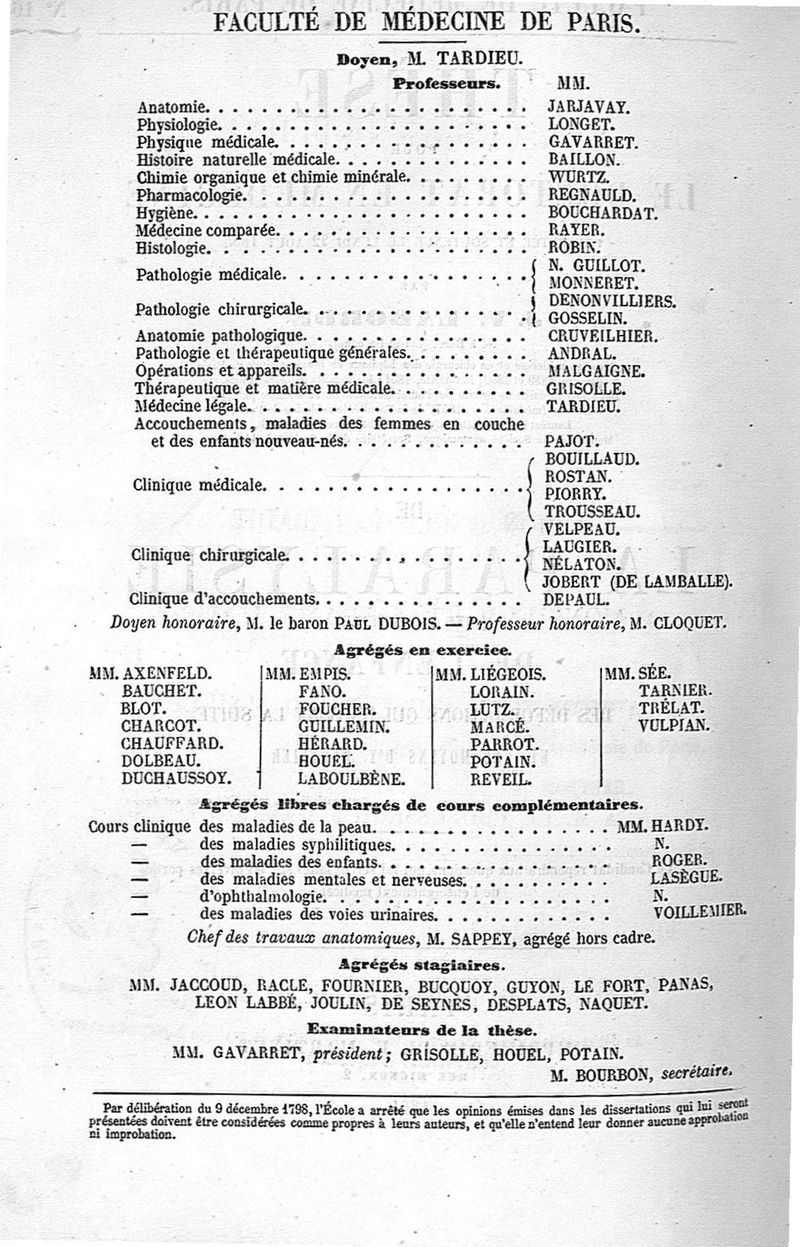 FACULTÉ DE MÉDECINE DE PARIS.
Doyen, M. TARDIEU.
Professeurs. MM.
Anatomie. . . . . . . . . . . . . . . . . . . . JARJAVAY.
Physiologie. . . . . . . . . . . . . . . . . . . . LONGET.
Physique médicale. . . . . . . . . . . . . . . . . . GAVARRET.
Histoire naturelle médicale. . . . . . . . . . . . . . BAILLON.
Chimie organique et chimie minérale. . . . . . . . . WURTZ.
Pharmacologie. . . . . . . . . . . . . . . . . . . REGNAULD.
Hygiène. . . . . . . . . . . . . . . . . . . . . BOUCHARDAT.
Médecine comparée. . . . . . . . . . . . . . . . . RAYER.
Histologie. . . . . . . . . . . . . . . . . . . . ROBIN.
Pathologie médicale. . . . . . . . . . . . . . . . { N. GUILLOT.
MONNERET.
Pathologie chirurgicale. . . . . . . . . . . . . . . { DENONVILLIERS.
GOSSELIN.
Anatomie pathologique. . . . . . . . . . . . . . . CRUVEILHIER.
Pathologie et thérapeutique générales. . . . . . . . . ANDRAL.
Opérations et appareils. . . . . . . . . . . . . . . MALGAIGNE.
Thérapeutique et matière médicale. . . . . . . . . . GRISOLLE.
Médecine légale. . . . . . . . . . . . . . . . . . TARDIEU.
Accouchements, maladies des femmes en couche
et des enfants nouveau-nés. . . . . . . . . . . . PAJOT.
Clinique médicale. . . . . . . . . . . . . . . . . { BOUILLAUD.
ROSTAN.
PIORRY.
TROUSSEAU.
Clinique chirurgicale. . . . . . . . . . . . . . . . { VELPEAU.
LAUGIER.
NÉLATON.
JOBERT (DE LAMBALLE).
Clinique d'accouchements. . . . . . . . . . . . . . DEPAUL.
Doyen honoraire, M. le baron PAUL DUBOIS. — Professeur honoraire, M. CLOQUET.
Agrégés en exercice.
MM. AXENFELD. MM. EMPIS. MM. LIÉGEOIS. MM. SÉE.
BAUCHET. FANO. LORAIN. TARNIER.
BLOT. FOUCHER. LUTZ. TRÉLAT.
CHARCOT. GUILLEMIN. MARCÉ. VULPIAN.
CHAUFFARD. HÉRARD. PARROT.
DOLBEAU. HOUEL. POTAIN.
DUCHAUSSOY. LABOULBÈNE. REVEIL.
Agrégés libres chargés de cours complémentaires.
Cours clinique des maladies de la peau. . . . . . . . . . . . . . MM. HARDY.
— des maladies syphilitiques. . . . . . . . . . . . . N.
— des maladies des enfants. . . . . . . . . . . . . . ROGER.
— des maladies mentales et nerveuses. . . . . . . . . LASÈGUE.
— d'ophthalmologie. . . . . . . . . . . . . . . . . N.
— des maladies des voies urinaires. . . . . . . . . . . VOILLEMIER.
Chef des travaux anatomiques, M. SAPPEY, agrégé hors cadre.
Agrégés stagiaires.
MM. JACCOUD, RACLE, FOURNIER, BUCQUOY, GUYON, LE FORT, PANAS,
LEON LABBÉ, JOULIN, DE SEYNES, DESPLATS, NAQUET.
Examinateurs de la thèse.
MM. GAVARRET, président; GRISOLLE, HOUEL, POTAIN.
M. BOURBON, secrétaire.
Par délibération du 9 décembre 1798, l'École a arrêté que les opinions émises dans les dissertations qui lui seront
présentées doivent être considérées comme propres à leurs auteurs, et qu'elle n'entend leur donner aucune approbation
ni improbation.